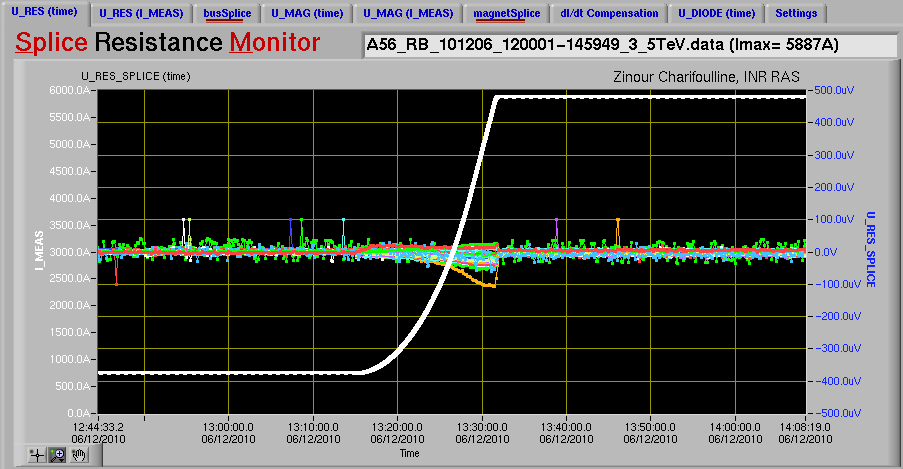 U_RES (time) U_RES (I_MEAS) busSplice U_MAG (time) U_MAG (I_MEAS) magnetSplice dI/dt Compensation U_DIODE (time) Settings
Splice Resistance Monitor
A56_RB_101206_120001-145949_3_5TeV.data (Imax= 5887A)
U_RES_SPLICE (time)
Zinour Charifoulline, INR RAS
6000.0A
5500.0A
5000.0A
4500.0A
4000.0A
3500.0A
3000.0A
2500.0A
2000.0A
1500.0A
1000.0A
500.0A
0.0A
I_MEAS
500.0uV
400.0uV
300.0uV
200.0uV
100.0uV
0.0uV
-100.0uV
-200.0uV
-300.0uV
-400.0uV
-500.0uV
U_RES_SPLICE
12:44:33.2 13:00:00.0 13:10:00.0 13:20:00.0 13:30:00.0 13:40:00.0 13:50:00.0 14:00:00.0 14:08:19.0
06/12/2010 06/12/2010 06/12/2010 06/12/2010 06/12/2010 06/12/2010 06/12/2010 06/12/2010 06/12/2010
Time